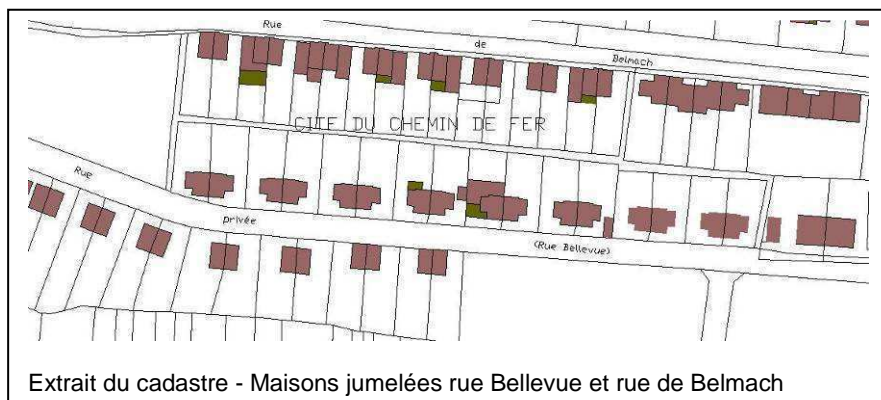 Rue
de
Belmach
CITE DU CHEMIN DE FER
Rue
privée
(Rue Bellevue)
Extrait du cadastre - Maisons jumelées rue Bellevue et rue de Belmach